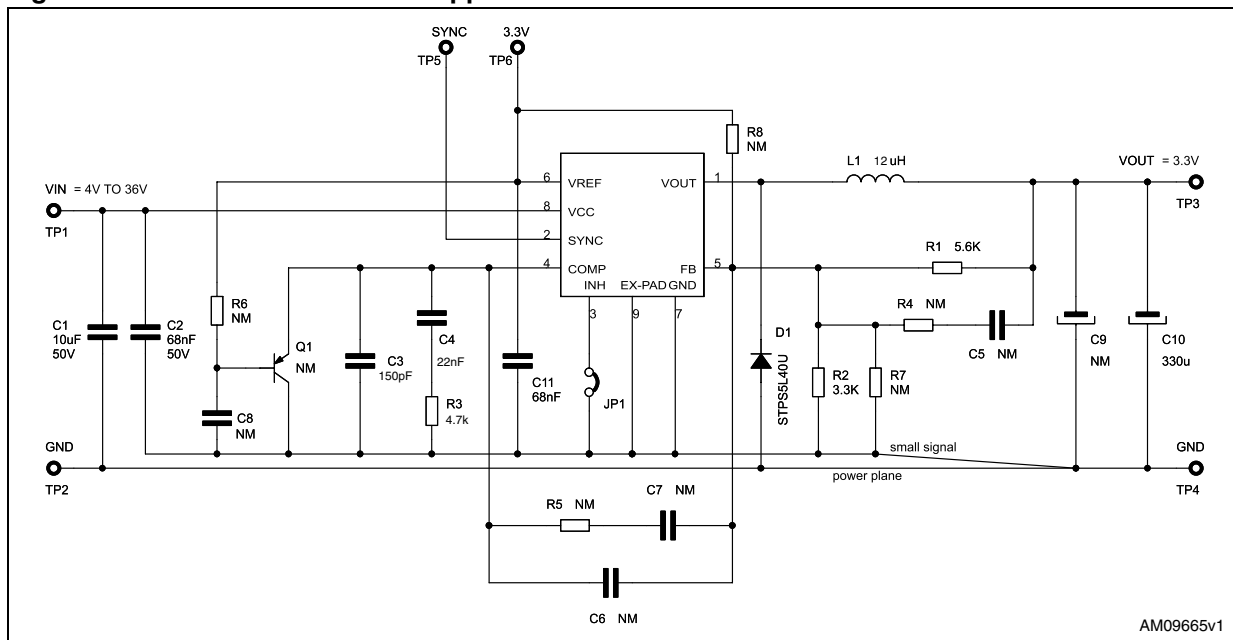 SYNC
TP5
3.3V
TP6
R8
NM
L1 12 uH
VOUT = 3.3V
TP3
VIN = 4V TO 36V
TP1
6 VREF
8 VCC
2 SYNC
4 COMP
VOUT 1
FB 5
INH EX-PAD GND
3 9 7
R1 5.6K
R4 NM
C5 NM
R6
NM
Q1
NM
C1
10uF
50V
C2
68nF
50V
C3
150pF
C4
22nF
R3
4.7k
C11
68nF
JP1
D1
STPS5L40U
R2
3.3K
R7
NM
C9
NM
C10
330u
C8
NM
GND
TP2
small signal
power plane
GND
TP4
R5 NM
C7 NM
C6 NM
AM09665v1